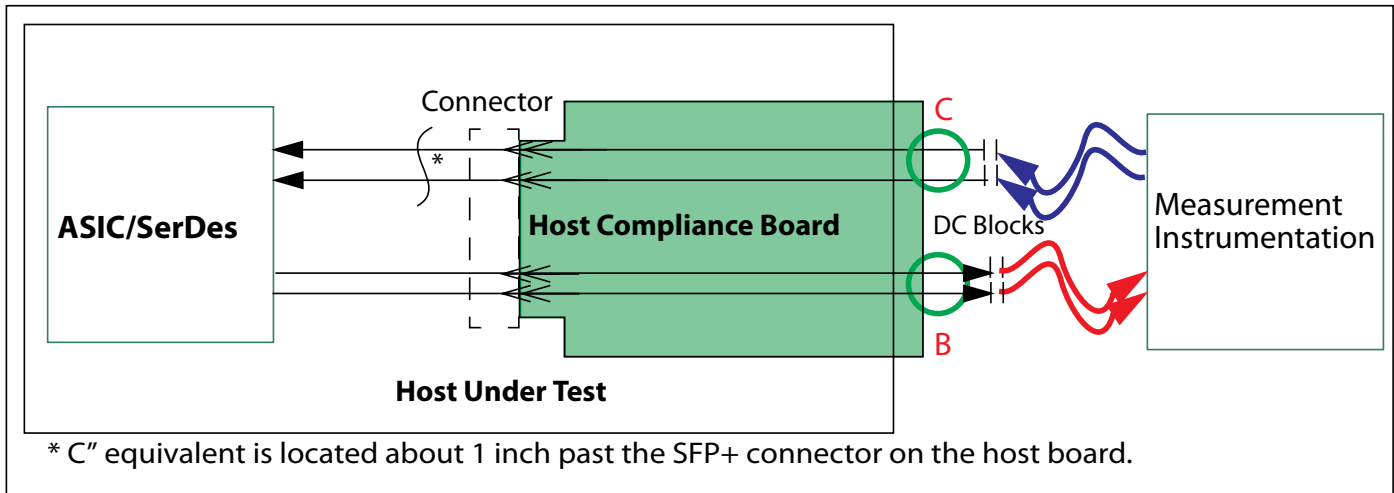 Connector
C
*
ASIC/SerDes
Host Compliance Board
DC Blocks
Measurement
Instrumentation
B
Host Under Test
* C″ equivalent is located about 1 inch past the SFP+ connector on the host board.